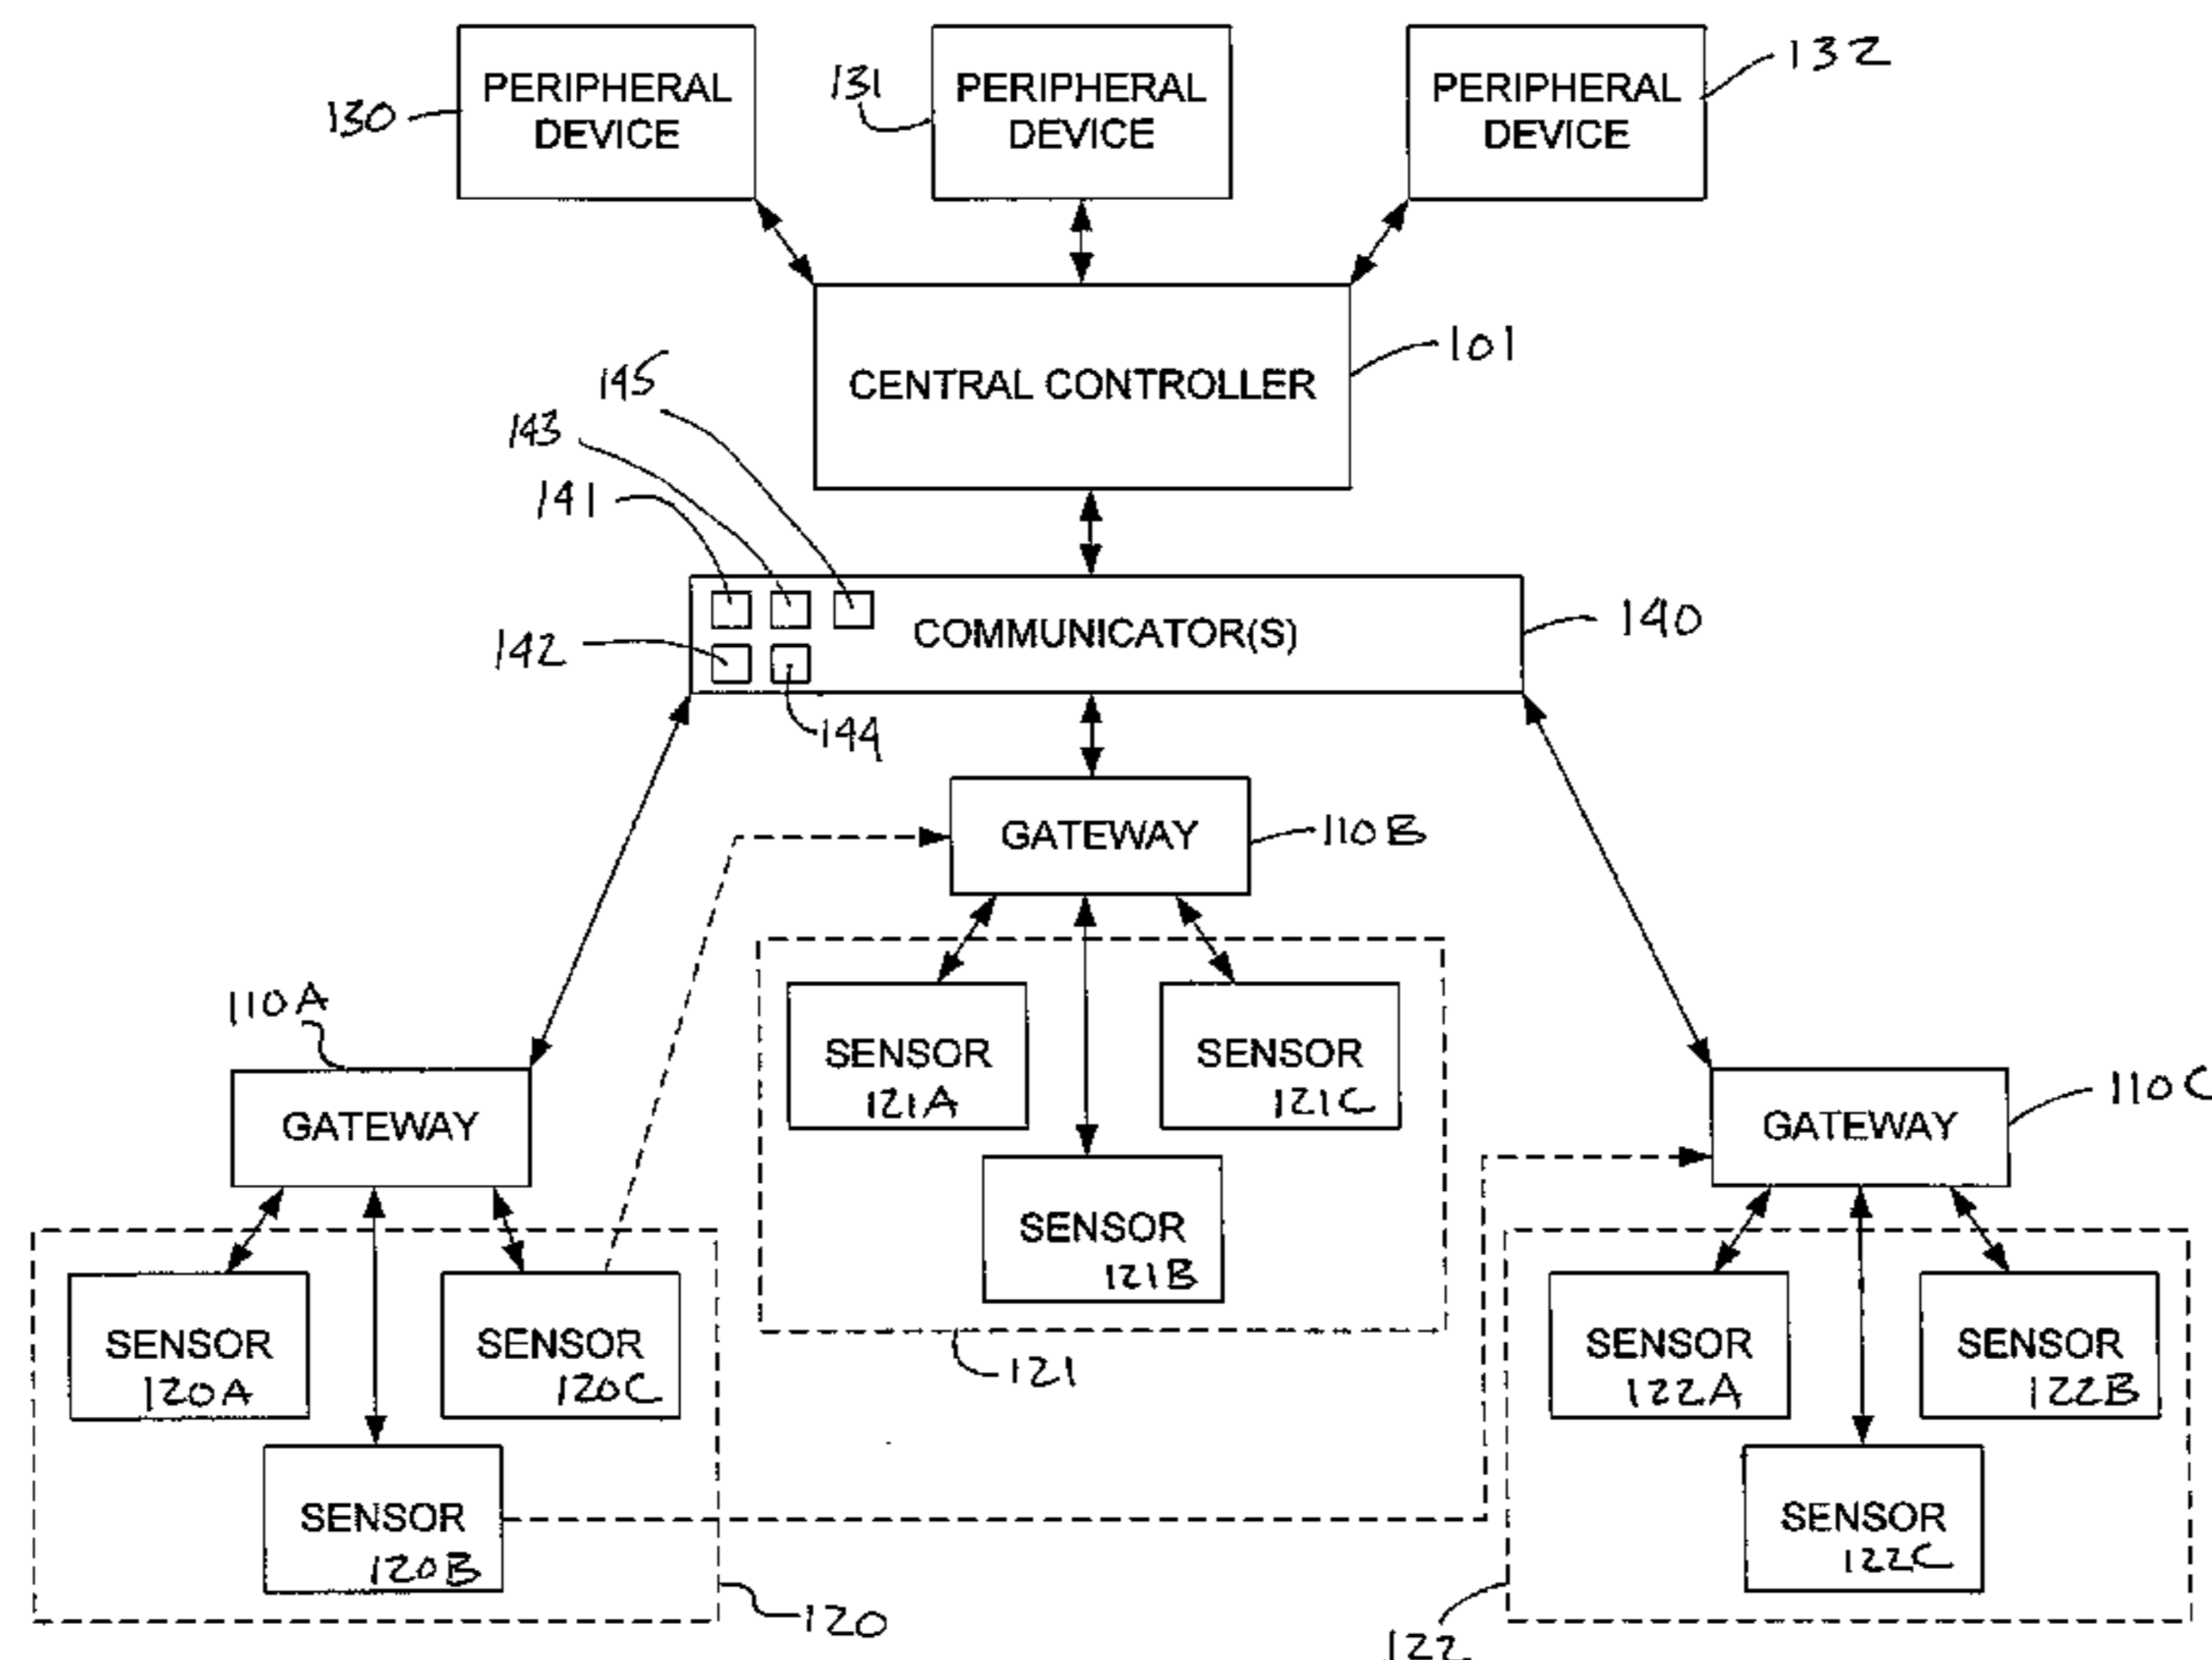 130
PERIPHERAL
DEVICE
131
PERIPHERAL
DEVICE
PERIPHERAL
DEVICE
132
CENTRAL CONTROLLER
101
145
143
141
142
144
COMMUNICATOR(S)
140
GATEWAY
110B
110A
GATEWAY
SENSOR
121A
SENSOR
121C
SENSOR
121B
121
GATEWAY
110C
SENSOR
120A
SENSOR
120C
SENSOR
120B
120
SENSOR
122A
SENSOR
122B
SENSOR
122C
122